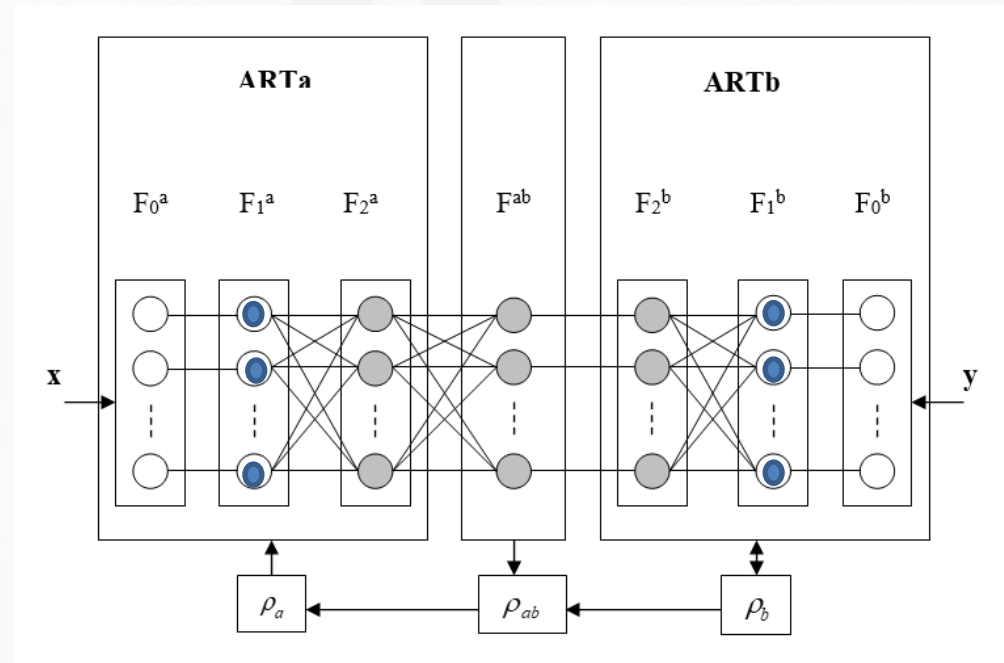 ARTa ARTb
F₀ᵃ F₁ᵃ F₂ᵃ Fᵃᵇ F₂ᵇ F₁ᵇ F₀ᵇ
x y
ρₐ ρab ρb